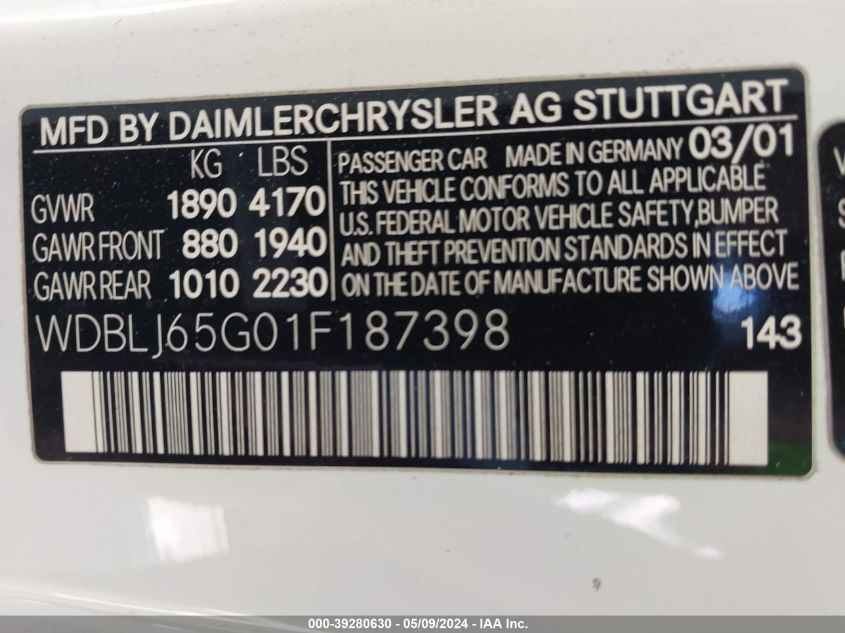 MFD BY DAIMLERCHRYSLER AG STUTTGART
KG LBS
GVWR 1890 4170
GAWR FRONT 880 1940
GAWR REAR 1010 2230
PASSENGER CAR MADE IN GERMANY 03/01
THIS VEHICLE CONFORMS TO ALL APPLICABLE
U.S. FEDERAL MOTOR VEHICLE SAFETY,BUMPER
AND THEFT PREVENTION STANDARDS IN EFFECT
ON THE DATE OF MANUFACTURE SHOWN ABOVE
WDBLJ65G01F187398 143
000-39280630 - 05/09/2024 - IAA Inc.